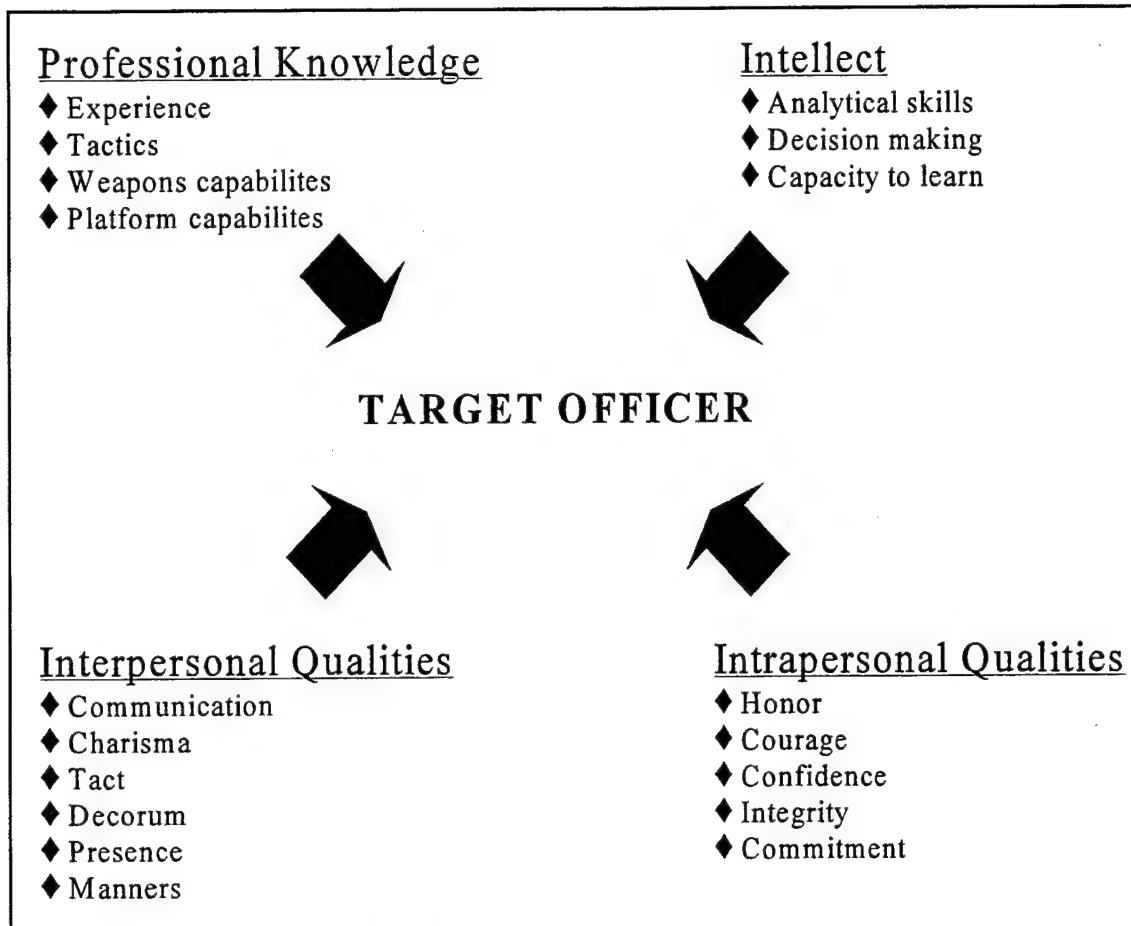 Professional Knowledge
♦ Experience
♦ Tactics
♦ Weapons capabilites
♦ Platform capabilites
Intellect
♦ Analytical skills
♦ Decision making
♦ Capacity to learn
TARGET OFFICER
Interpersonal Qualities
♦ Communication
♦ Charisma
♦ Tact
♦ Decorum
♦ Presence
♦ Manners
Intrapersonal Qualities
♦ Honor
♦ Courage
♦ Confidence
♦ Integrity
♦ Commitment